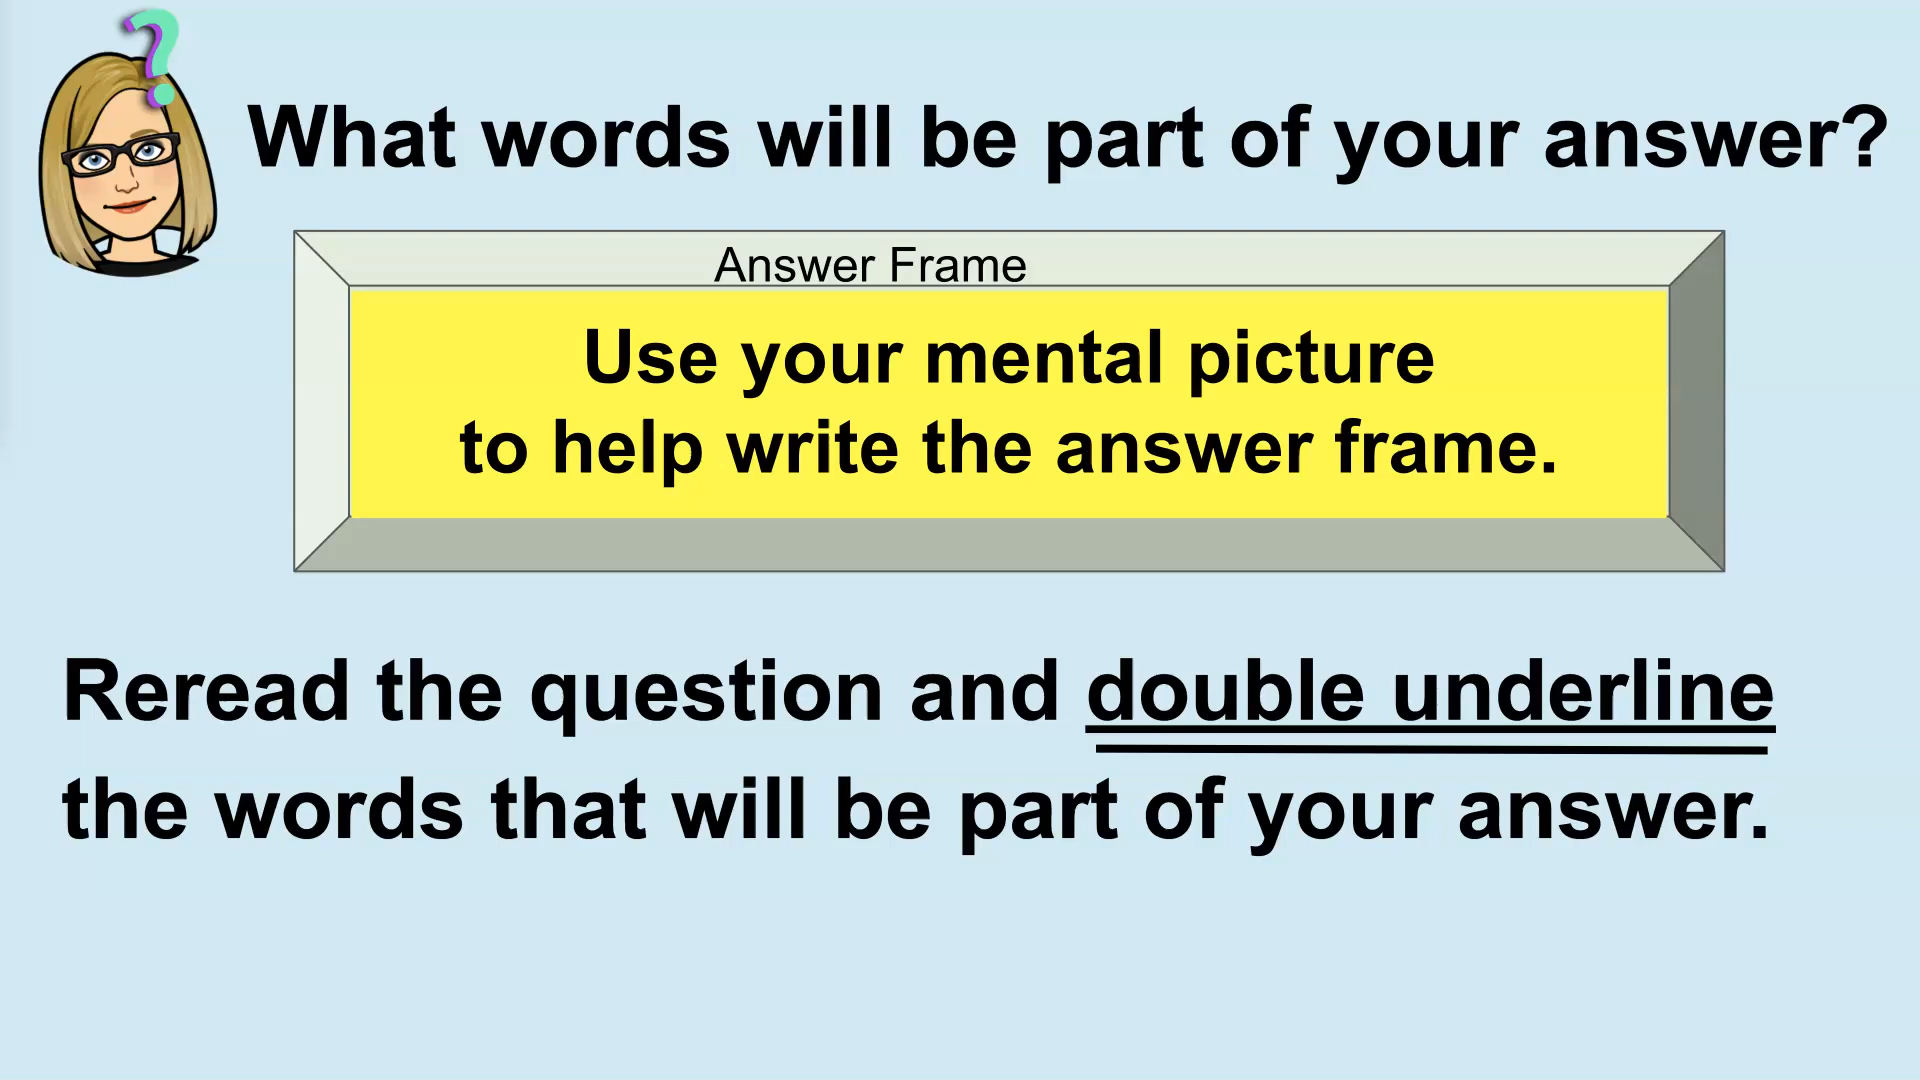 ?
What words will be part of your answer?
Answer Frame
Use your mental picture
to help write the answer frame.
Reread the question and double underline
the words that will be part of your answer.